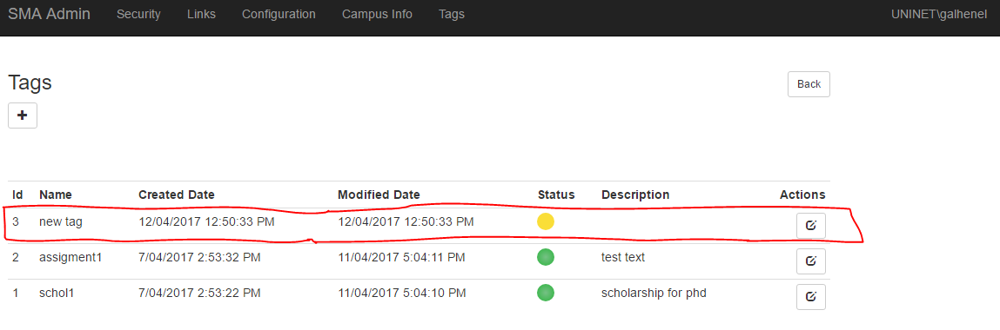 SMA Admin Security Links Configuration Campus Info Tags UNINET\galhenel
Tags Back
Id Name Created Date Modified Date Status Description Actions
3 new tag 12/04/2017 12:50:33 PM 12/04/2017 12:50:33 PM
2 assigment1 7/04/2017 2:53:32 PM 11/04/2017 5:04:11 PM test text
1 schol1 7/04/2017 2:53:22 PM 11/04/2017 5:04:10 PM scholarship for phd